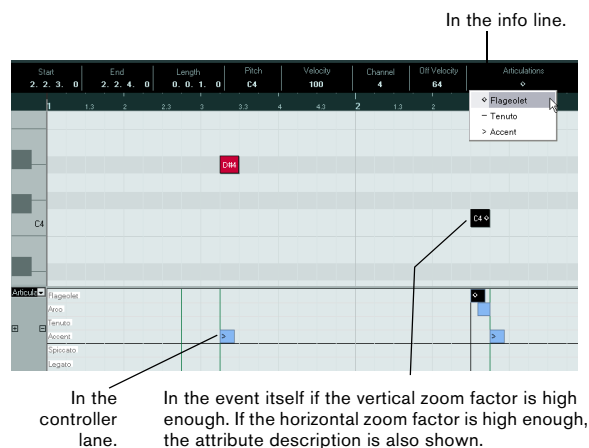 In the info line.
Start End Length Pitch Velocity Channel Off Velocity Articulations
2. 2. 3. 0 2. 2. 4. 0 0. 0. 1. 0 C4 100 4 64
1 1.3 2 2.3 3 3.3 4 4.3 2 1.3 2
Flageolet
– Tenuto
> Accent
D#4
C4
C4
Articula
Flageolet
Arco
Tenuto
Accent
>
>
Spiccato
Legato
In the controller lane.
In the event itself if the vertical zoom factor is high enough. If the horizontal zoom factor is high enough, the attribute description is also shown.